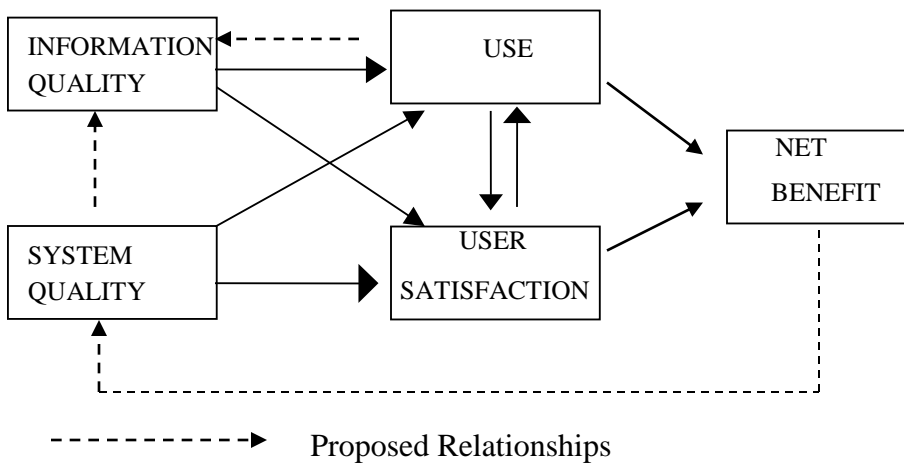 INFORMATION
QUALITY
USE
NET
BENEFIT
SYSTEM
QUALITY
USER
SATISFACTION
Proposed Relationships